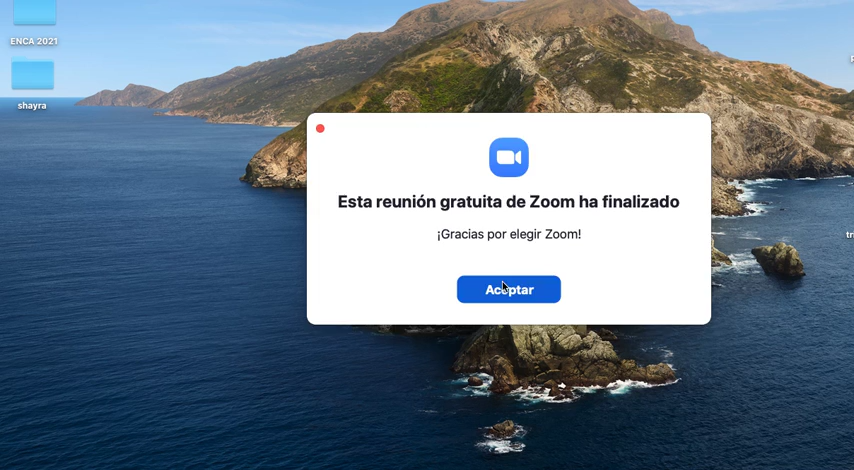 ENCA 2021
shayra
Esta reunión gratuita de Zoom ha finalizado
¡Gracias por elegir Zoom!
Aceptar